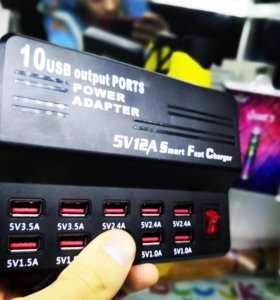 10USB output PORTS
POWER
ADAPTER
5V12A Smart Fast Charger
5V3.5A 5V3.5A 5V2.4A 5V2.4A 5V2.4A
5V1.5A 5V1. 5V1.0A 5V1.0A